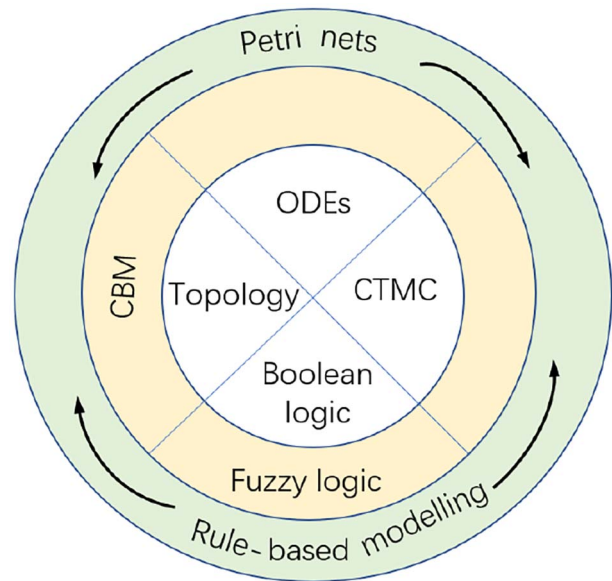 Petri nets
ODEs
CBM
Topology
CTMC
Boolean
logic
Fuzzy logic
Rule-based modelling